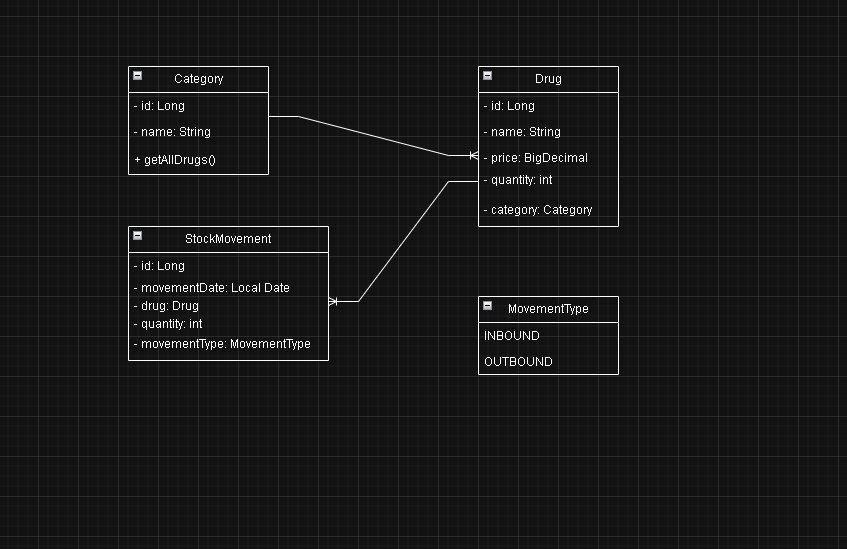 Category
- id: Long
- name: String
+ getAllDrugs()
Drug
- id: Long
- name: String
- price: BigDecimal
- quantity: int
- category: Category
StockMovement
- id: Long
- movementDate: Local Date
- drug: Drug
- quantity: int
- movementType: MovementType
MovementType
INBOUND
OUTBOUND